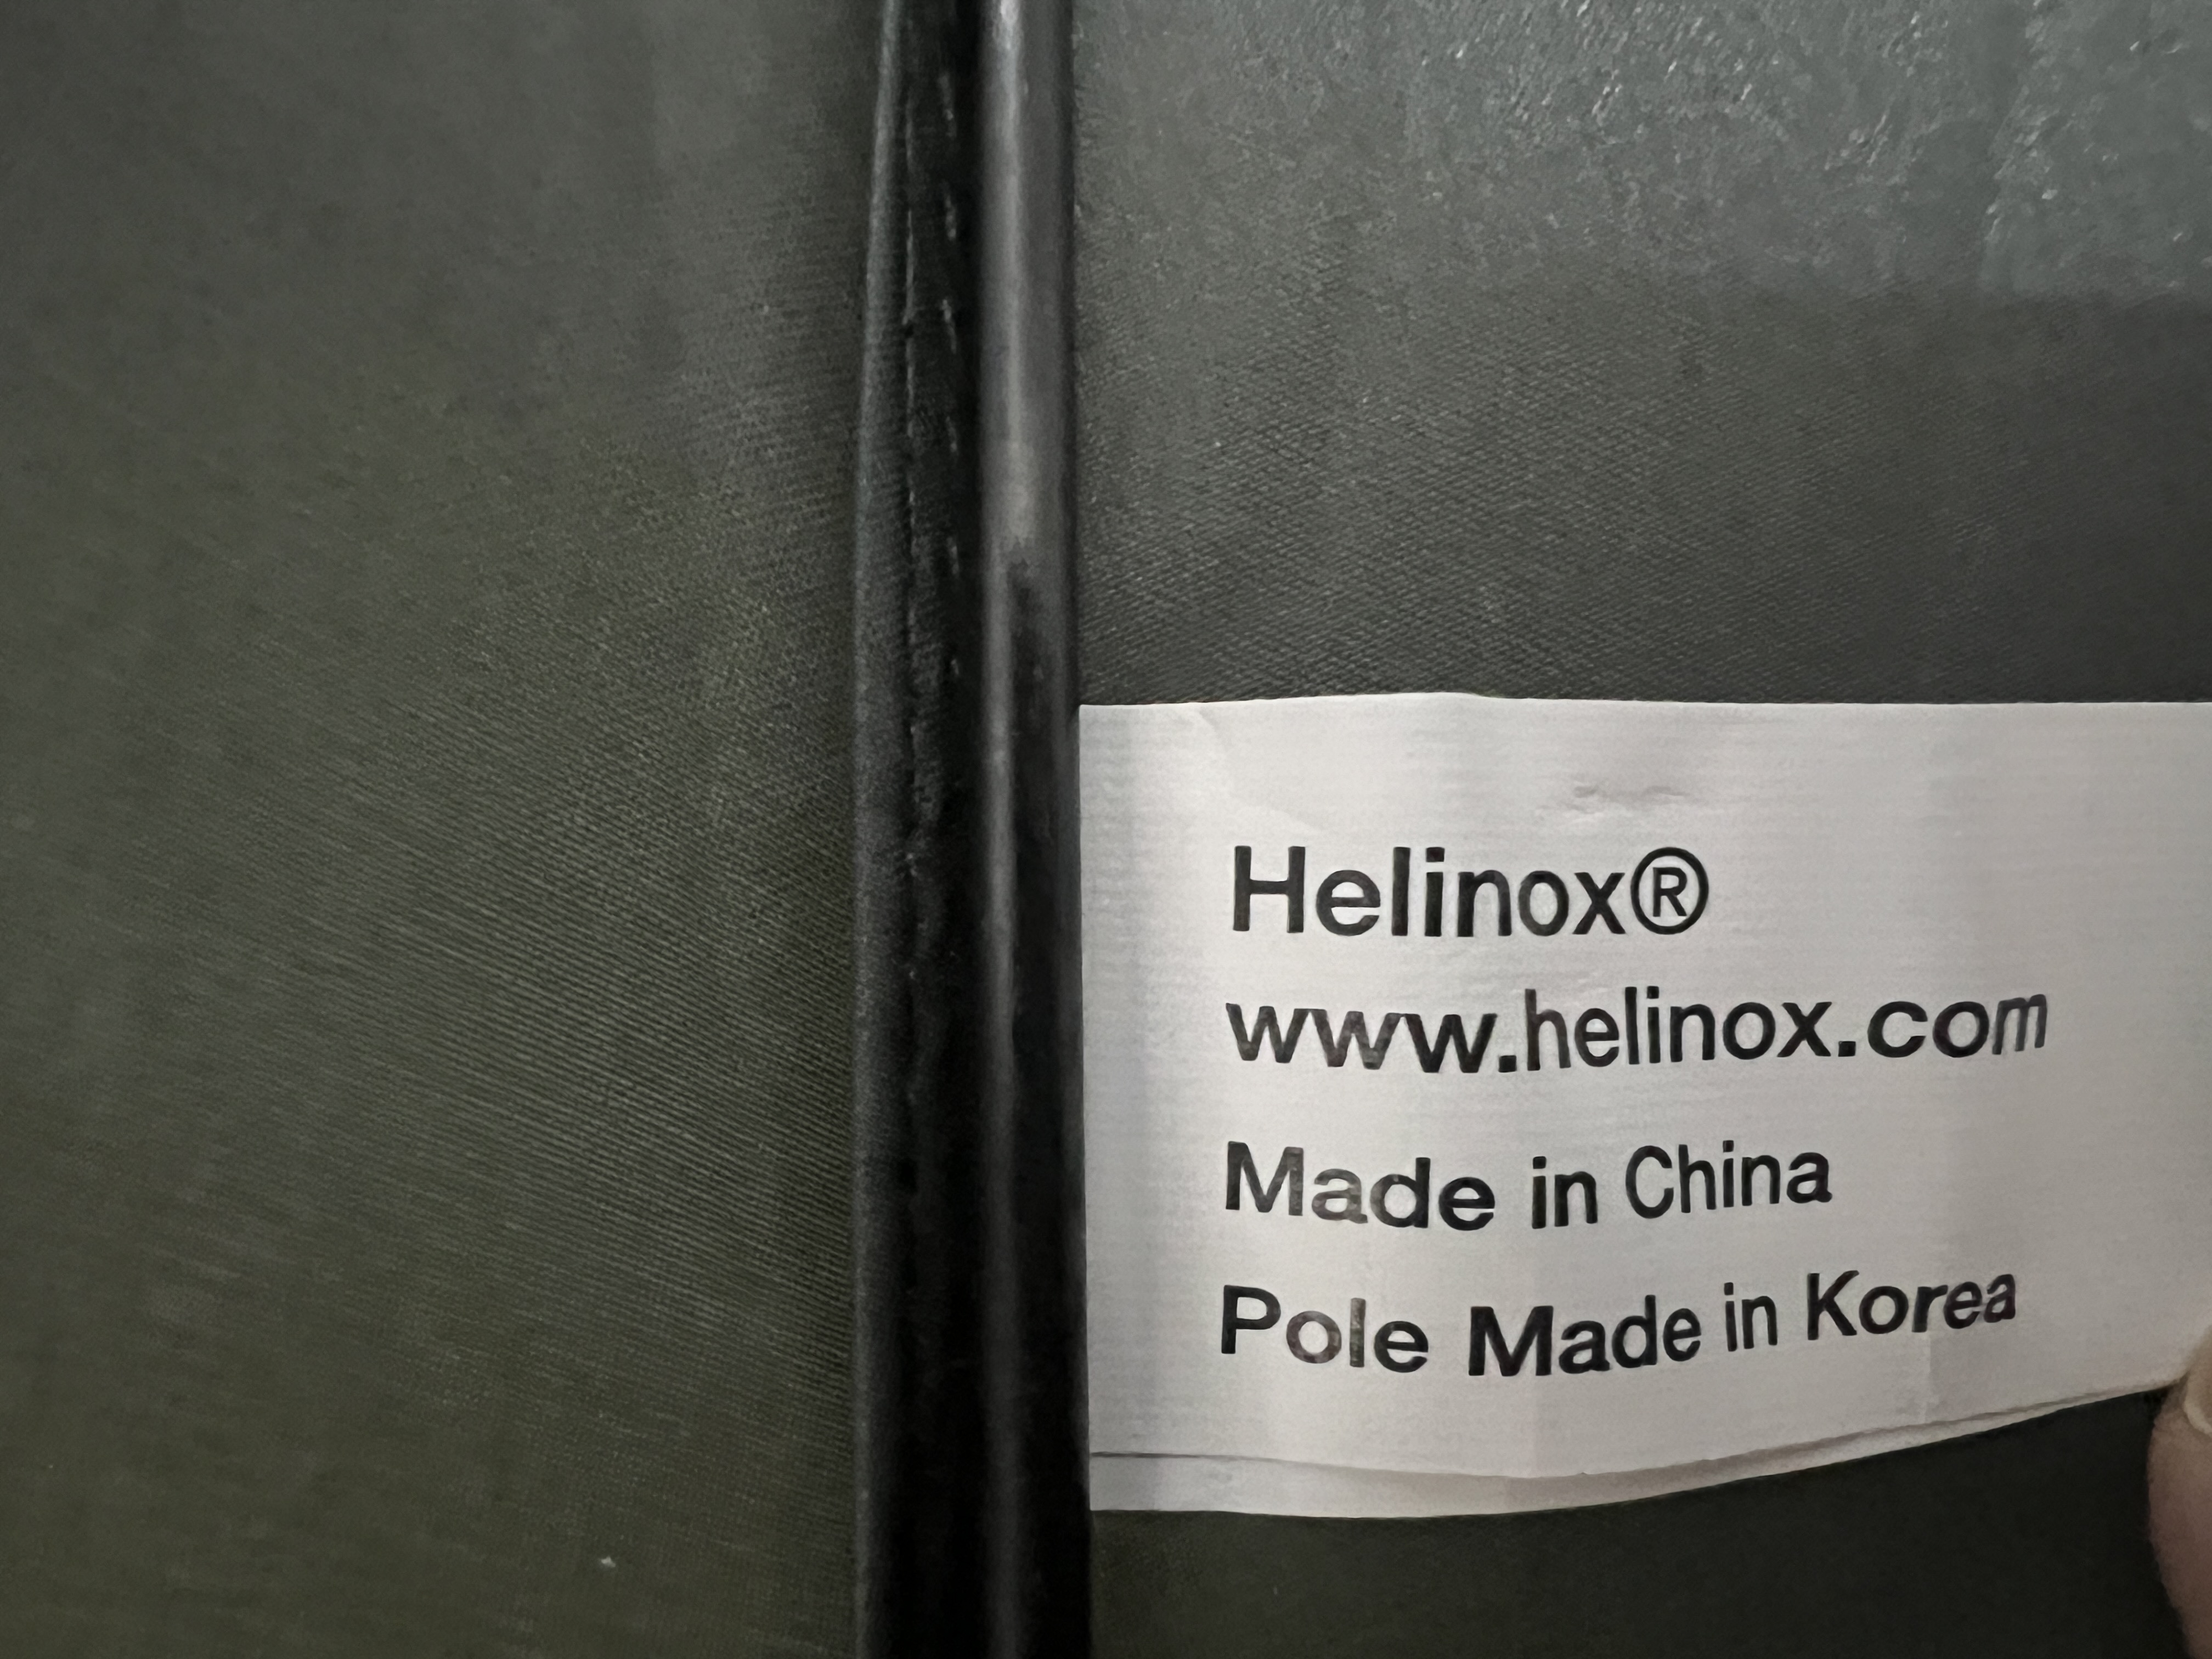 Helinox®
www.helinox.com
Made in China
Pole Made in Korea